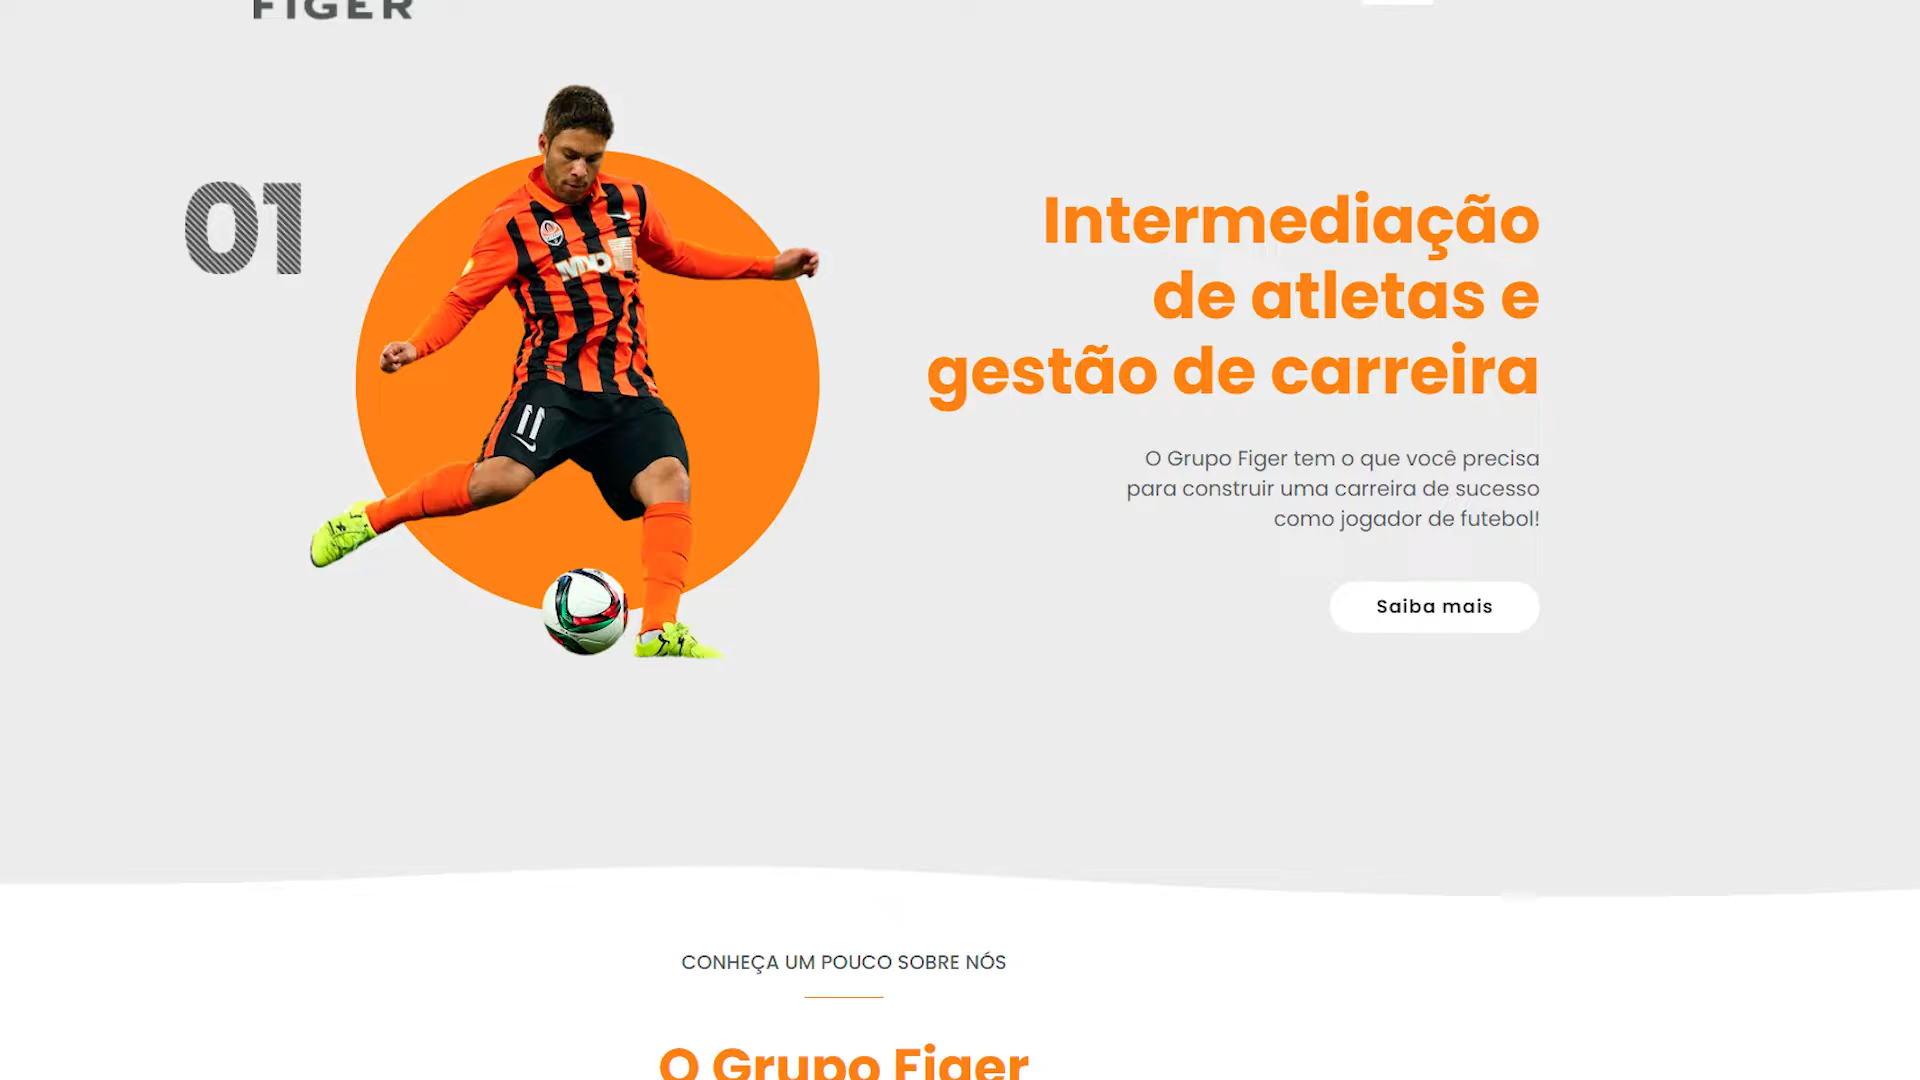 FIGER
01
Intermediação
de atletas e
gestão de carreira
O Grupo Figer tem o que você precisa
para construir uma carreira de sucesso
como jogador de futebol!
Saiba mais
11
CONHEÇA UM POUCO SOBRE NÓS
O Grupo Figer